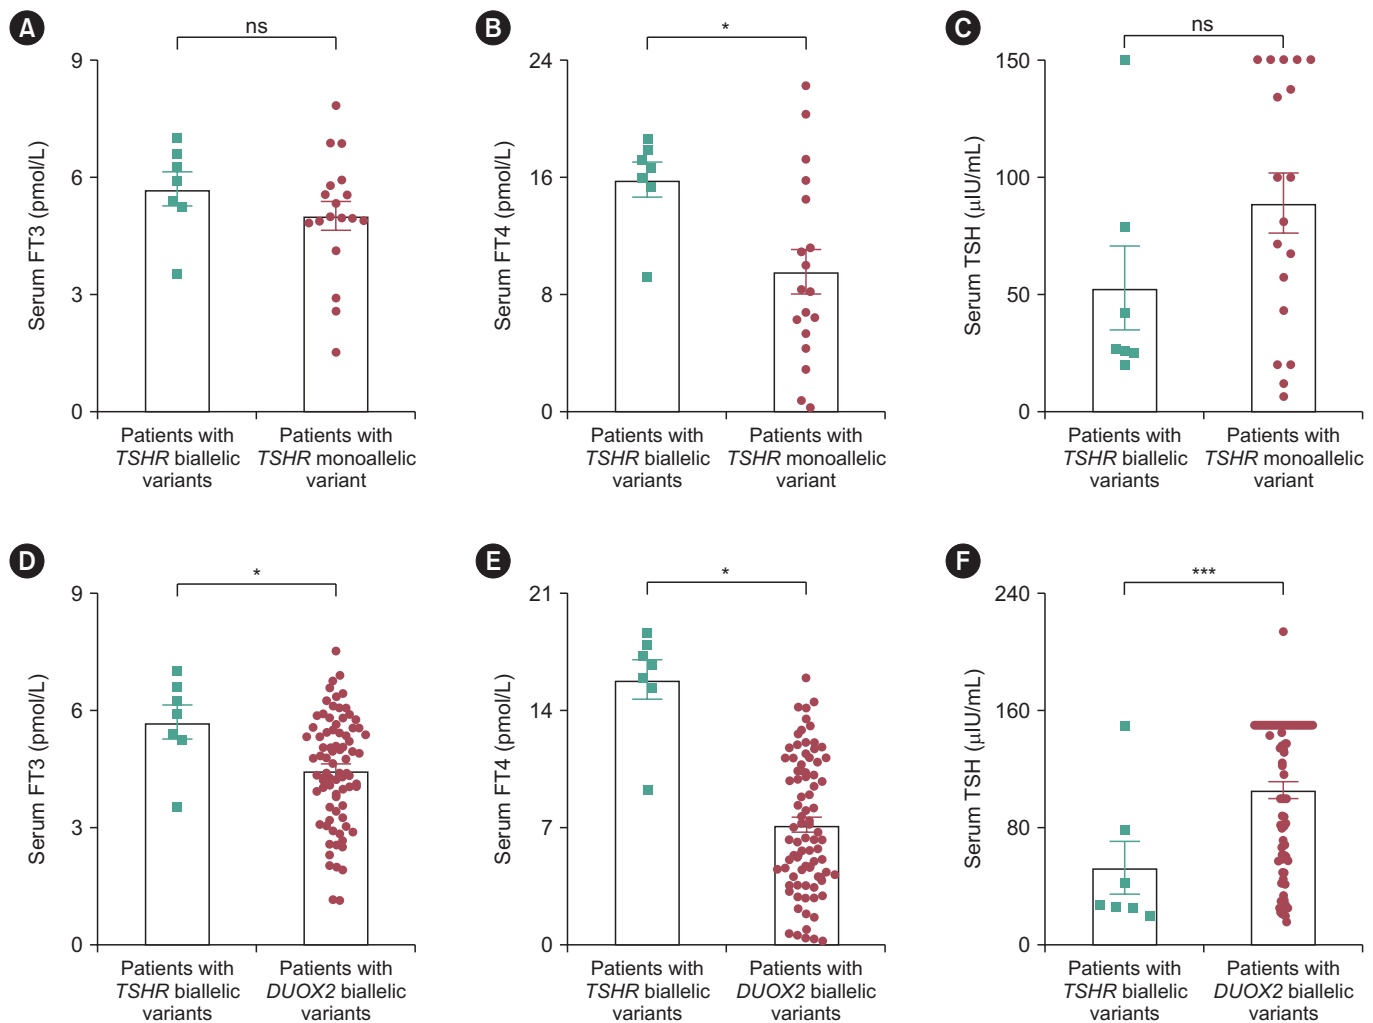 A
ns
Serum FT3 (pmol/L)
9
6
3
0
Patients with
TSHR biallelic
variants
Patients with
TSHR monoallelic
variant
B
*
Serum FT4 (pmol/L)
24
16
8
0
Patients with
TSHR biallelic
variants
Patients with
TSHR monoallelic
variant
C
ns
Serum TSH (μIU/mL)
150
100
50
0
Patients with
TSHR biallelic
variants
Patients with
TSHR monoallelic
variant
D
*
Serum FT3 (pmol/L)
9
6
3
0
Patients with
TSHR biallelic
variants
Patients with
DUOX2 biallelic
variants
E
*
Serum FT4 (pmol/L)
21
14
7
0
Patients with
TSHR biallelic
variants
Patients with
DUOX2 biallelic
variants
F
***
Serum TSH (μIU/mL)
240
160
80
0
Patients with
TSHR biallelic
variants
Patients with
DUOX2 biallelic
variants